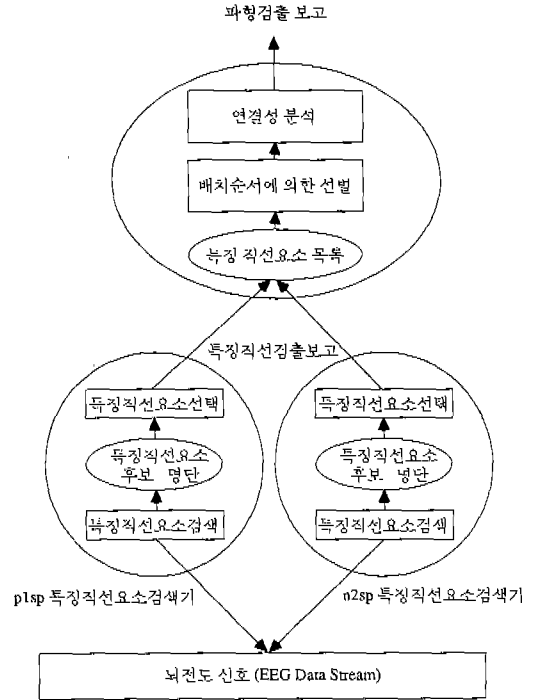 파형검출 보고
연결성 분석
배치순서에 의한 선별
특징 직선요소 목록
특징직선검출보고
특징직선요소선택
특징직선요소선택
특징직선요소
후보 명단
특징직선요소
후보 명단
특징직선요소검색
특징직선요소검색
p1sp 특징직선요소검색기
n2sp 특징직선요소검색기
뇌전도 신호 (EEG Data Stream)